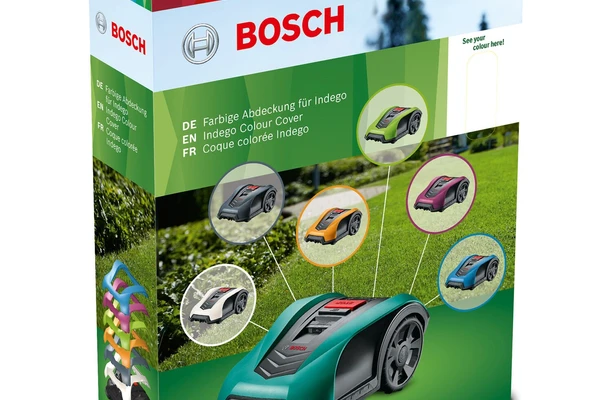 BOSCH
DE Farbige Abdeckung
für Indego
EN Indego Colour
Cover
FR Coque colorée
Indego
BOSCH
See your
colour here!
DE Farbige Abdeckung für Indego
EN Indego Colour Cover
FR Coque colorée Indego
BOSCH